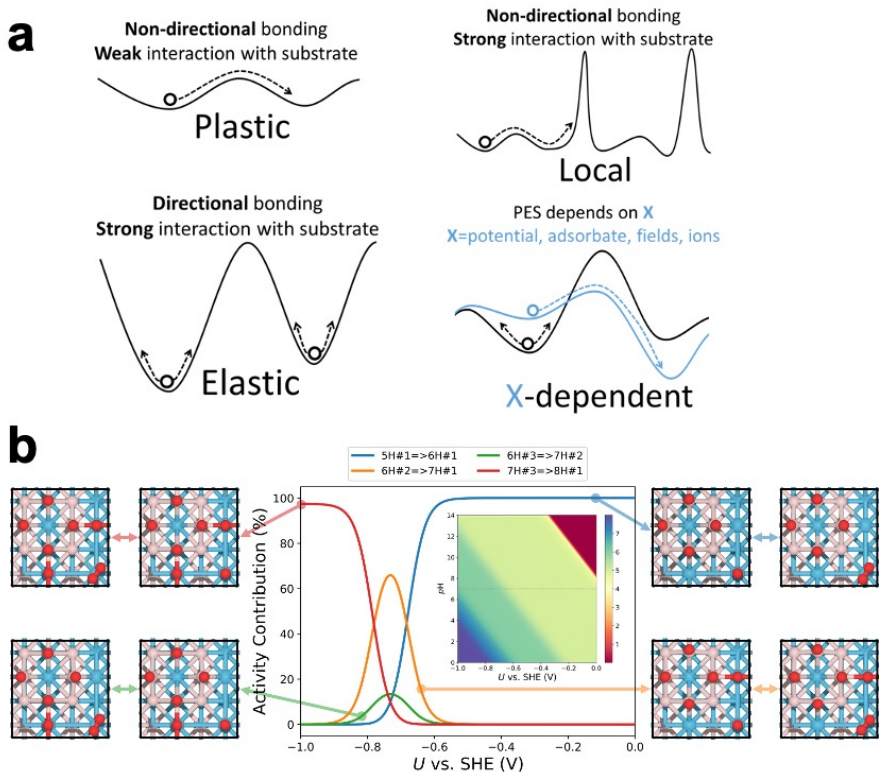 a
Non-directional bonding
Weak interaction with substrate
Plastic
Non-directional bonding
Strong interaction with substrate
Local
Directional bonding
Strong interaction with substrate
Elastic
PES depends on X
X=potential, adsorbate, fields, ions
X-dependent
b
5H#1=>6H#1
6H#3=>7H#2
6H#2=>7H#1
7H#3=>8H#1
Activity Contribution (%)
100
80
60
40
20
0
−1.0
−0.8
−0.6
−0.4
−0.2
0.0
U vs. SHE (V)
pH
14
12
10
8
6
4
2
0
−1.0
−0.8
−0.6
−0.4
−0.2
0.0
U vs. SHE (V)
7
6
5
4
3
2
1